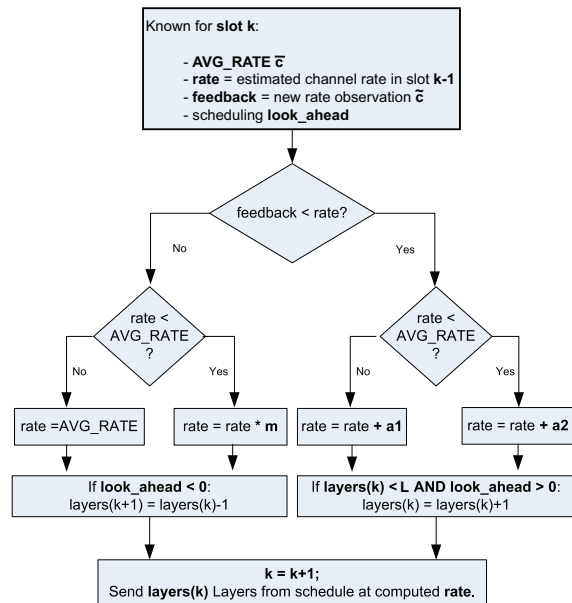 Known for slot k:
- AVG_RATE c̅
- rate = estimated channel rate in slot k-1
- feedback = new rate observation c̃
- scheduling look_ahead
feedback < rate?
No
Yes
rate <
AVG_RATE
?
rate <
AVG_RATE
?
No
Yes
No
Yes
rate =AVG_RATE
rate = rate * m
rate = rate + a1
rate = rate + a2
If look_ahead < 0:
layers(k+1) = layers(k)-1
If layers(k) < L AND look_ahead > 0:
layers(k) = layers(k)+1
k = k+1;
Send layers(k) Layers from schedule at computed rate.